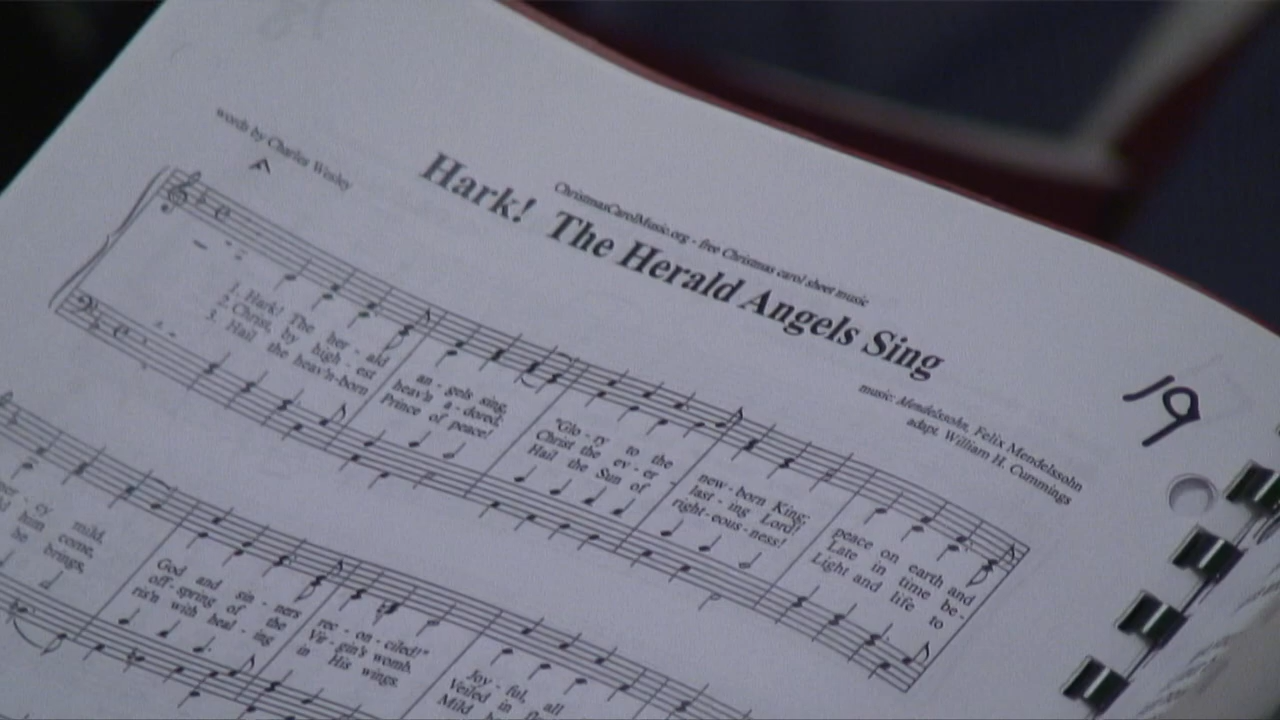 ChristmasCarolMusic.org - free Christmas carol sheet music
Hark! The Herald Angels Sing
words by Charles Wesley
music: Mendelssohn, Felix Mendelssohn
adapt. William H. Cummings
19
1. Hark! The her - ald an - gels sing, "Glo - ry to the new - born King; peace on earth and
2. Christ, by high - est heav'n a - dored; Christ the ev - er - last - ing Lord! Late in time be-
3. Hail the heav'n-born Prince of peace! Hail the Sun of right - eous - ness! Light and life to
mild, God and sin - ners rec - on - ciled!" Joy - ful, all
him come, off - spring of the Vir - gin's womb. Veiled in
brings, ris'n with heal - ing in His wings. Mild